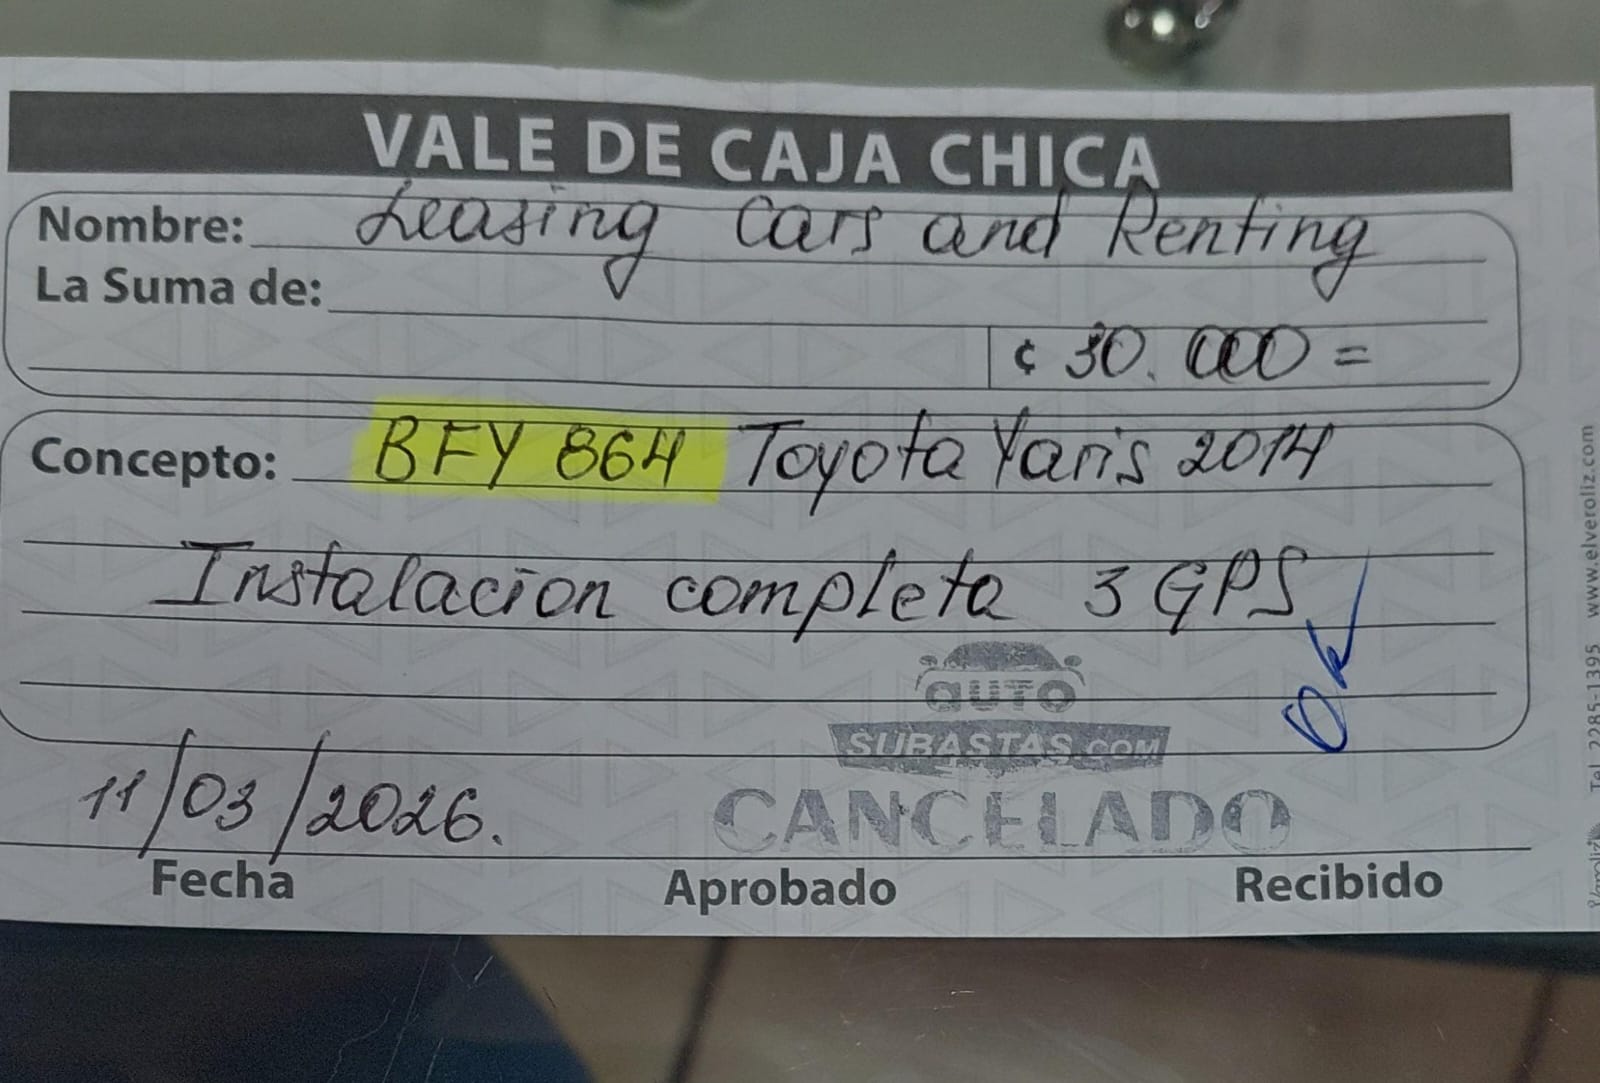 VALE DE CAJA CHICA
Nombre: Leasing Cars and Renting
La Suma de:
¢ 30.000 =
Concepto: BFY 864 Toyota Yaris 2014
Instalacion completa 3 GPS
OK
AUTO
SUBASTAS.COM
CANCELADO
11/03/2026.
Fecha Aprobado Recibido
Tel. 2285-1395 www.elveroliz.com